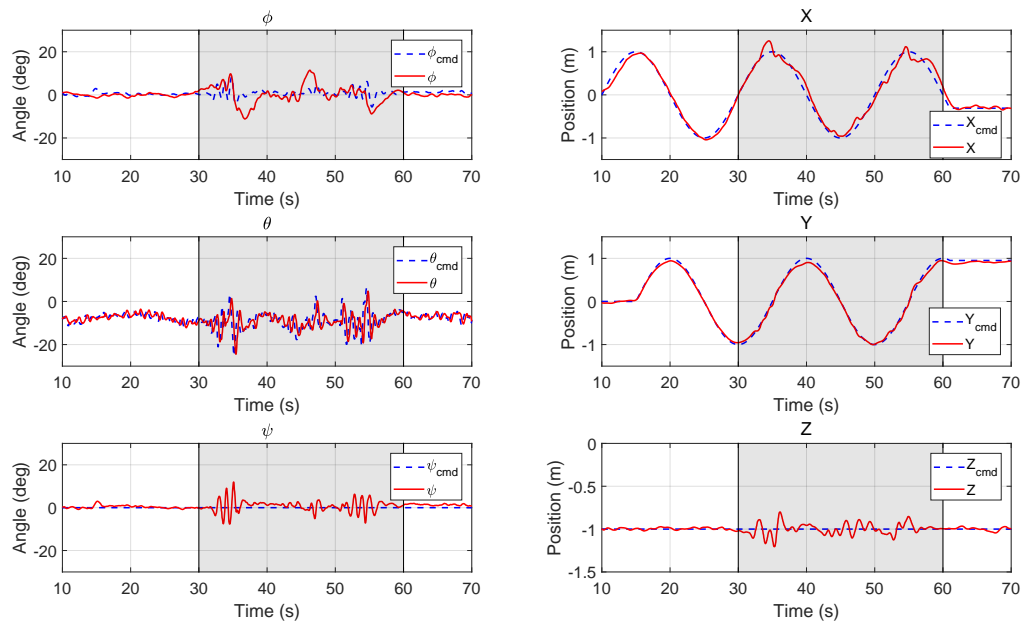 ϕ
Angle (deg)
20
0
-20
ϕcmd
ϕ
10 20 30 40 50 60 70
Time (s)
X
Position (m)
1
0
-1
Xcmd
X
10 20 30 40 50 60 70
Time (s)
θ
Angle (deg)
20
0
-20
θcmd
θ
10 20 30 40 50 60 70
Time (s)
Y
Position (m)
1
0
-1
Ycmd
Y
10 20 30 40 50 60 70
Time (s)
ψ
Angle (deg)
20
0
-20
ψcmd
ψ
10 20 30 40 50 60 70
Time (s)
Z
Position (m)
0
-0.5
-1
-1.5
Zcmd
Z
10 20 30 40 50 60 70
Time (s)